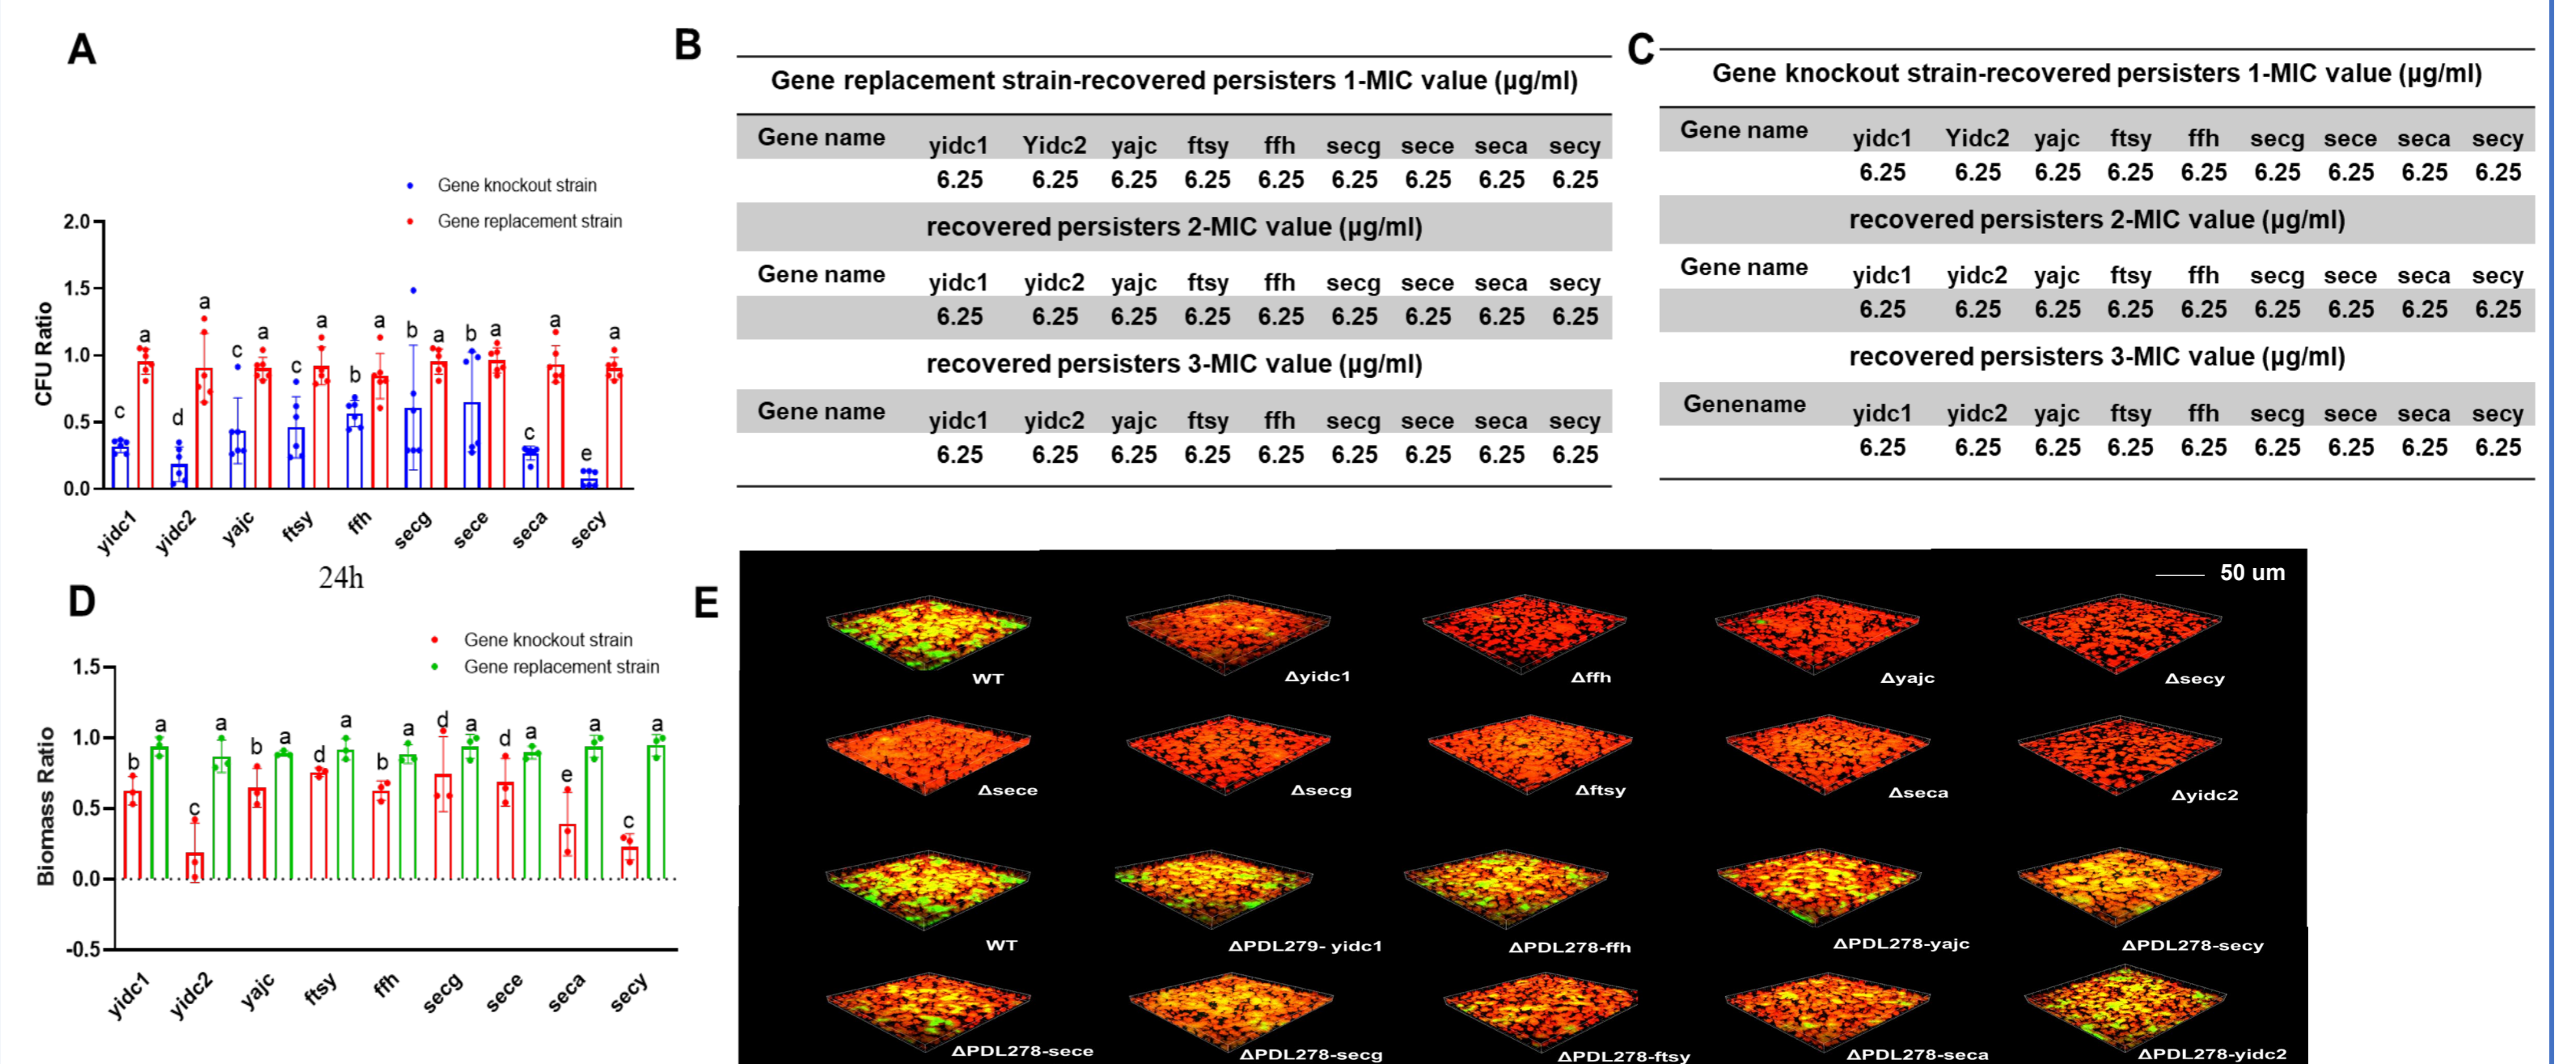 A
Gene knockout strain
Gene replacement strain
2.0
1.5
1.0
0.5
0.0
CFU Ratio
c a d a c a c a b a b a b a c a e a
yidc1 yidc2 yajc ftsy ffh secg sece seca secy
24h
B
Gene replacement strain-recovered persisters 1-MIC value (µg/ml)
Gene name yidc1 Yidc2 yajc ftsy ffh secg sece seca secy
6.25 6.25 6.25 6.25 6.25 6.25 6.25 6.25 6.25
recovered persisters 2-MIC value (µg/ml)
Gene name yidc1 yidc2 yajc ftsy ffh secg sece seca secy
6.25 6.25 6.25 6.25 6.25 6.25 6.25 6.25 6.25
recovered persisters 3-MIC value (µg/ml)
Gene name yidc1 yidc2 yajc ftsy ffh secg sece seca secy
6.25 6.25 6.25 6.25 6.25 6.25 6.25 6.25 6.25
C
Gene knockout strain-recovered persisters 1-MIC value (µg/ml)
Gene name yidc1 Yidc2 yajc ftsy ffh secg sece seca secy
6.25 6.25 6.25 6.25 6.25 6.25 6.25 6.25 6.25
recovered persisters 2-MIC value (µg/ml)
Gene name yidc1 yidc2 yajc ftsy ffh secg sece seca secy
6.25 6.25 6.25 6.25 6.25 6.25 6.25 6.25 6.25
recovered persisters 3-MIC value (µg/ml)
Genename yidc1 yidc2 yajc ftsy ffh secg sece seca secy
6.25 6.25 6.25 6.25 6.25 6.25 6.25 6.25 6.25
D
Gene knockout strain
Gene replacement strain
1.5
1.0
0.5
0.0
-0.5
Biomass Ratio
b a c a b a d a b a d a d a e a c a
yidc1 yidc2 yajc ftsy ffh secg sece seca secy
E
50 um
WT Δyidc1 Δffh Δyajc Δsecy
Δsece Δsecg Δftsy Δseca Δyidc2
WT ΔPDL279- yidc1 ΔPDL278-ffh ΔPDL278-yajc ΔPDL278-secy
ΔPDL278-sece ΔPDL278-secg ΔPDL278-ftsy ΔPDL278-seca ΔPDL278-yidc2